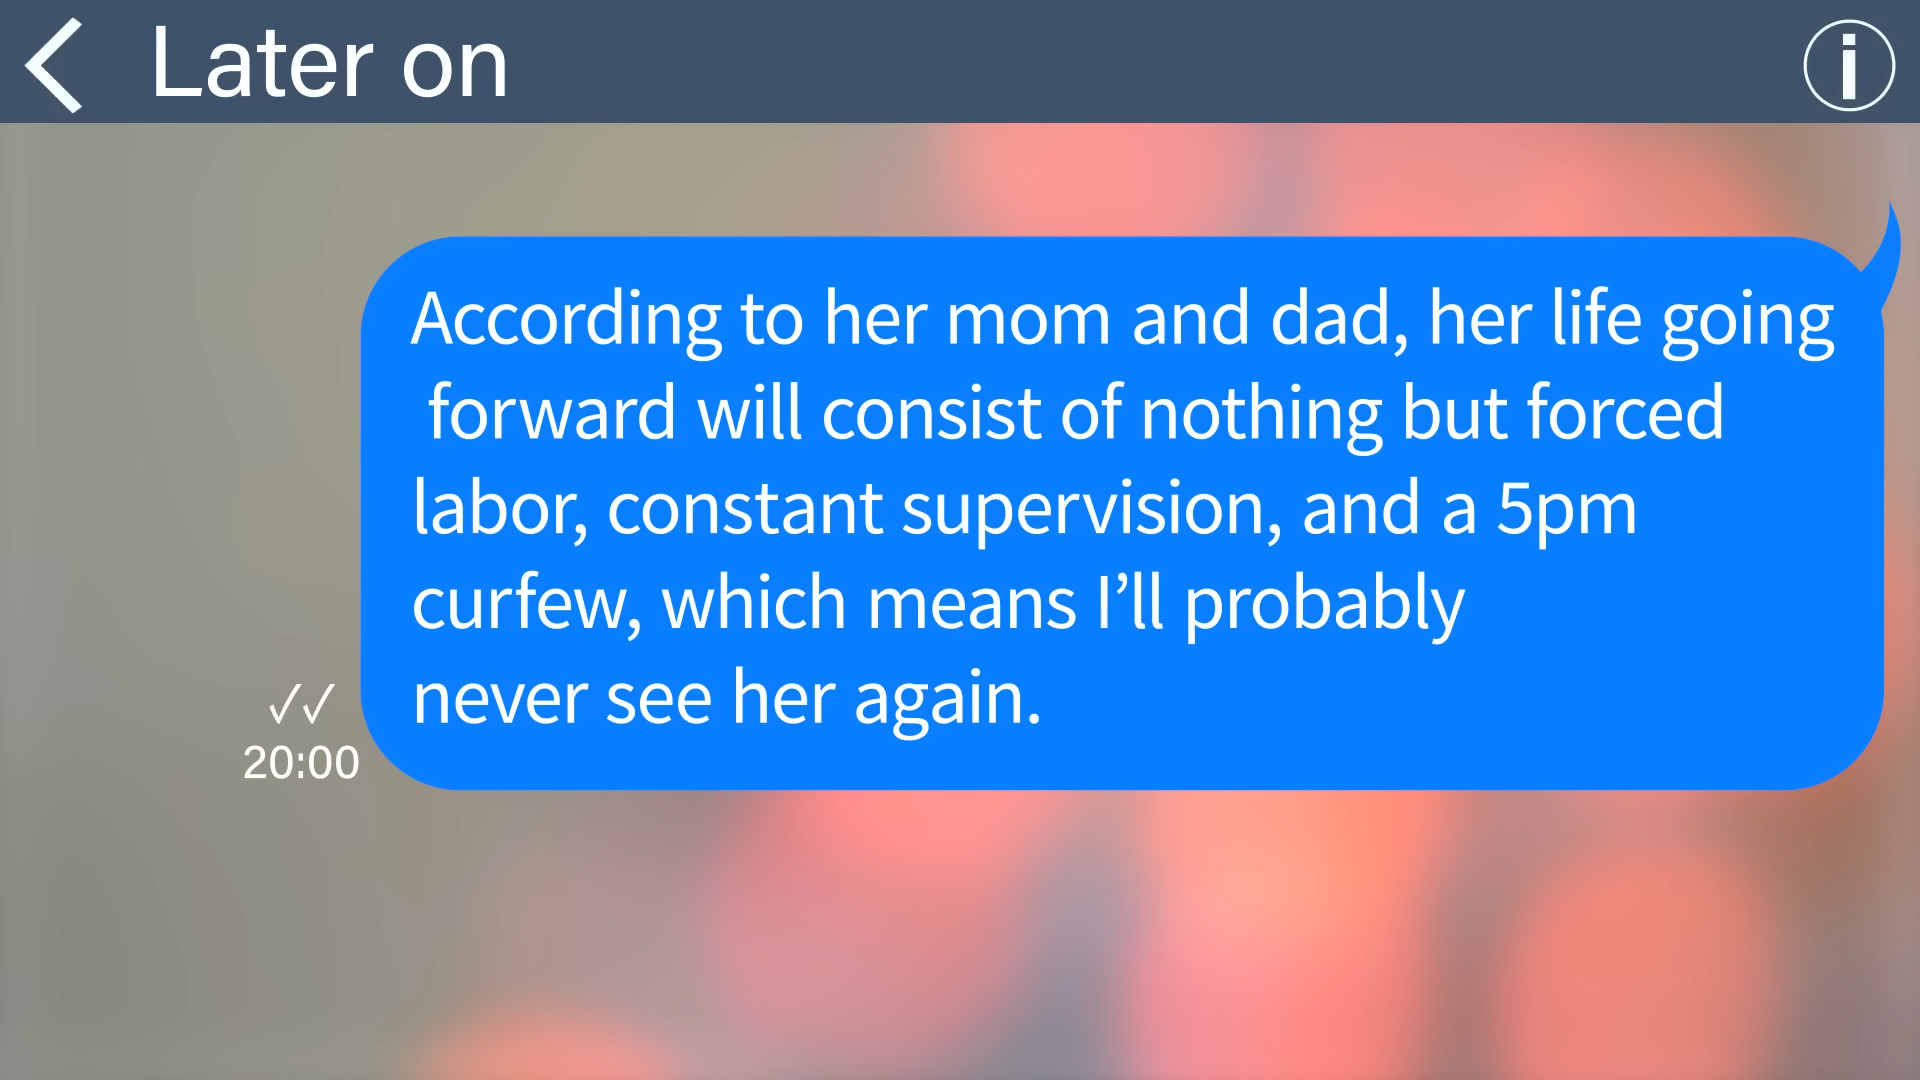 Later on
According to her mom and dad, her life going
forward will consist of nothing but forced
labor, constant supervision, and a 5pm
curfew, which means I’ll probably
never see her again.
✓✓
20:00